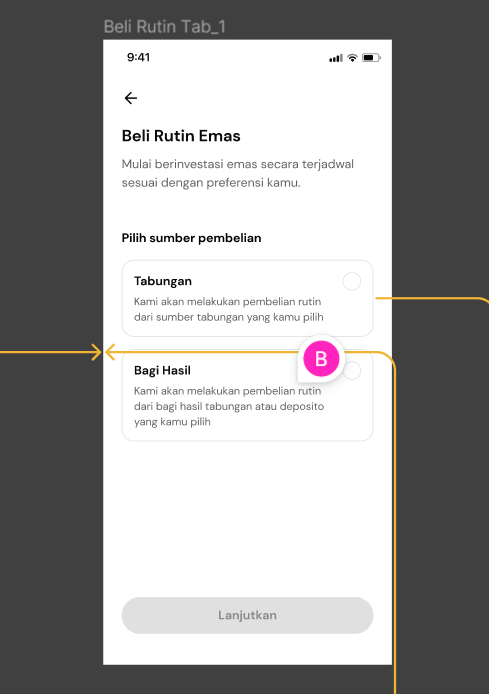 Beli Rutin Tab_1
9:41
Beli Rutin Emas
Mulai berinvestasi emas secara terjadwal
sesuai dengan preferensi kamu.
Pilih sumber pembelian
Tabungan
Kami akan melakukan pembelian rutin
dari sumber tabungan yang kamu pilih
B
Bagi Hasil
Kami akan melakukan pembelian rutin
dari bagi hasil tabungan atau deposito
yang kamu pilih
Lanjutkan